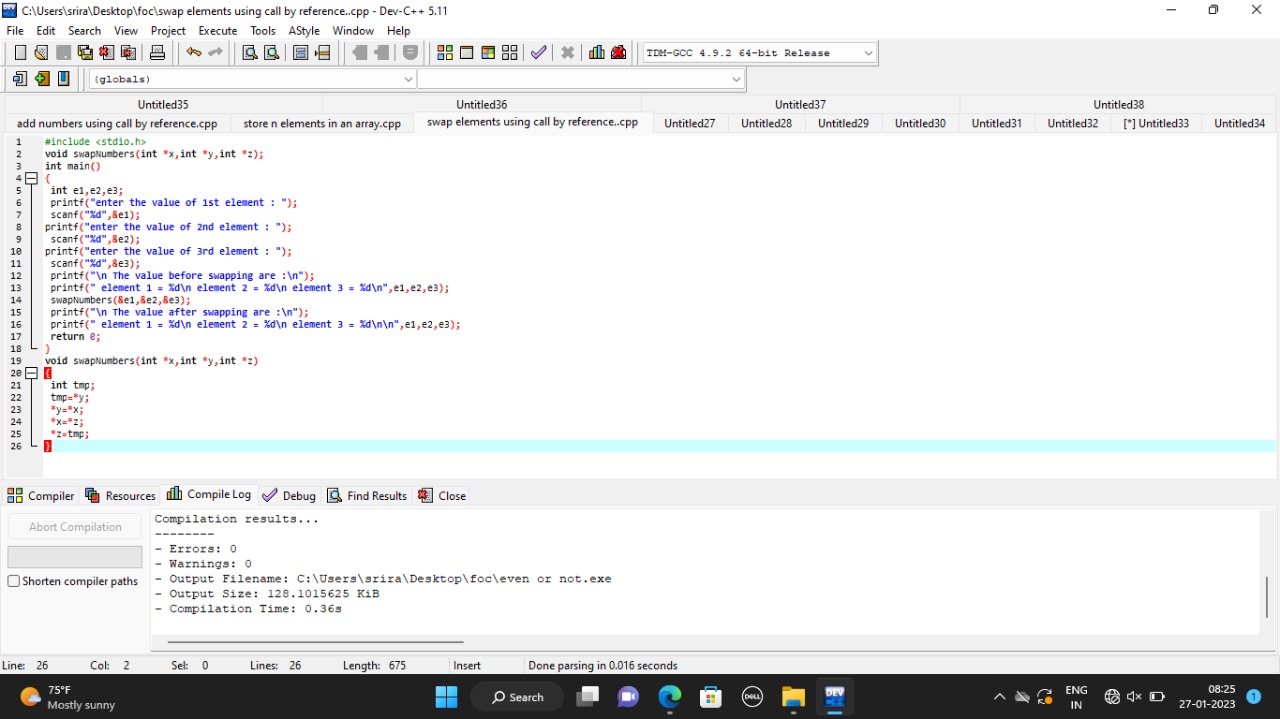 C:\Users\srira\Desktop\foc\swap elements using call by reference..cpp - Dev-C++ 5.11
File Edit Search View Project Execute Tools AStyle Window Help
TDM-GCC 4.9.2 64-bit Release
(globals)
Untitled35 Untitled36 Untitled37 Untitled38
add numbers using call by reference.cpp store n elements in an array.cpp swap elements using call by reference..cpp Untitled27 Untitled28 Untitled29 Untitled30 Untitled31 Untitled32 [*] Untitled33 Untitled34
1 #include <stdio.h>
2 void swapNumbers(int *x,int *y,int *z);
3 int main()
4 {
5 int e1,e2,e3;
6 printf("enter the value of 1st element : ");
7 scanf("%d",&e1);
8 printf("enter the value of 2nd element : ");
9 scanf("%d",&e2);
10 printf("enter the value of 3rd element : ");
11 scanf("%d",&e3);
12 printf("\n The value before swapping are :\n");
13 printf(" element 1 = %d\n element 2 = %d\n element 3 = %d\n",e1,e2,e3);
14 swapNumbers(&e1,&e2,&e3);
15 printf("\n The value after swapping are :\n");
16 printf(" element 1 = %d\n element 2 = %d\n element 3 = %d\n\n",e1,e2,e3);
17 return 0;
18 }
19 void swapNumbers(int *x,int *y,int *z)
20 {
21 int tmp;
22 tmp=*y;
23 *y=*x;
24 *x=*z;
25 *z=tmp;
26 }
Compiler Resources Compile Log Debug Find Results Close
Abort Compilation
Shorten compiler paths
Compilation results...
--------
- Errors: 0
- Warnings: 0
- Output Filename: C:\Users\srira\Desktop\foc\even or not.exe
- Output Size: 128.1015625 KiB
- Compilation Time: 0.36s
Line: 26 Col: 2 Sel: 0 Lines: 26 Length: 675 Insert Done parsing in 0.016 seconds
75°F
Mostly sunny
Search
DELL
DEV
ENG
IN
08:25
27-01-2023
1